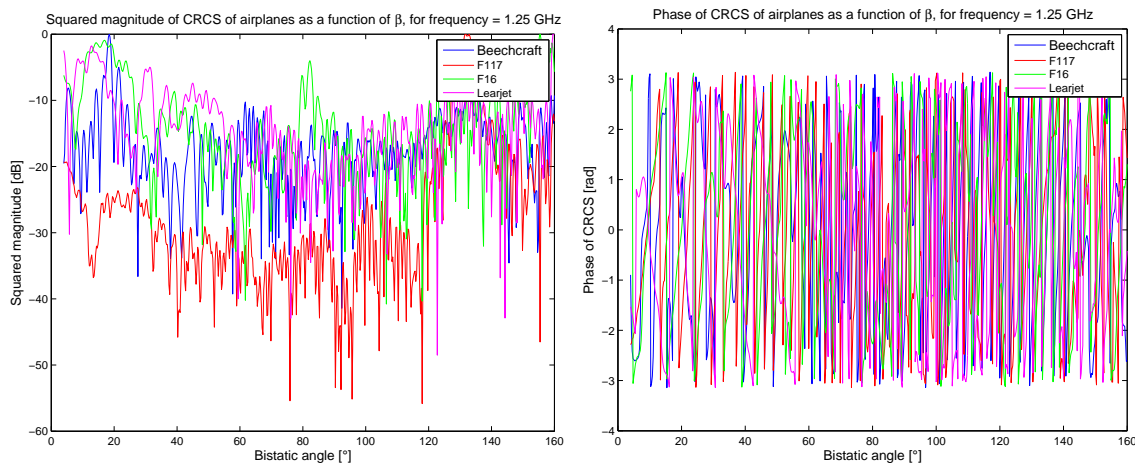 Squared magnitude of CRCS of airplanes as a function of β, for frequency = 1.25 GHz
0
−10
−20
−30
−40
−50
−60
Squared magnitude [dB]
Beechcraft
F117
F16
Learjet
0 20 40 60 80 100 120 140 160
Bistatic angle [°]
Phase of CRCS of airplanes as a function of β, for frequency = 1.25 GHz
4
3
2
1
0
−1
−2
−3
−4
Phase of CRCS [rad]
Beechcraft
F117
F16
Learjet
0 20 40 60 80 100 120 140 160
Bistatic angle [°]